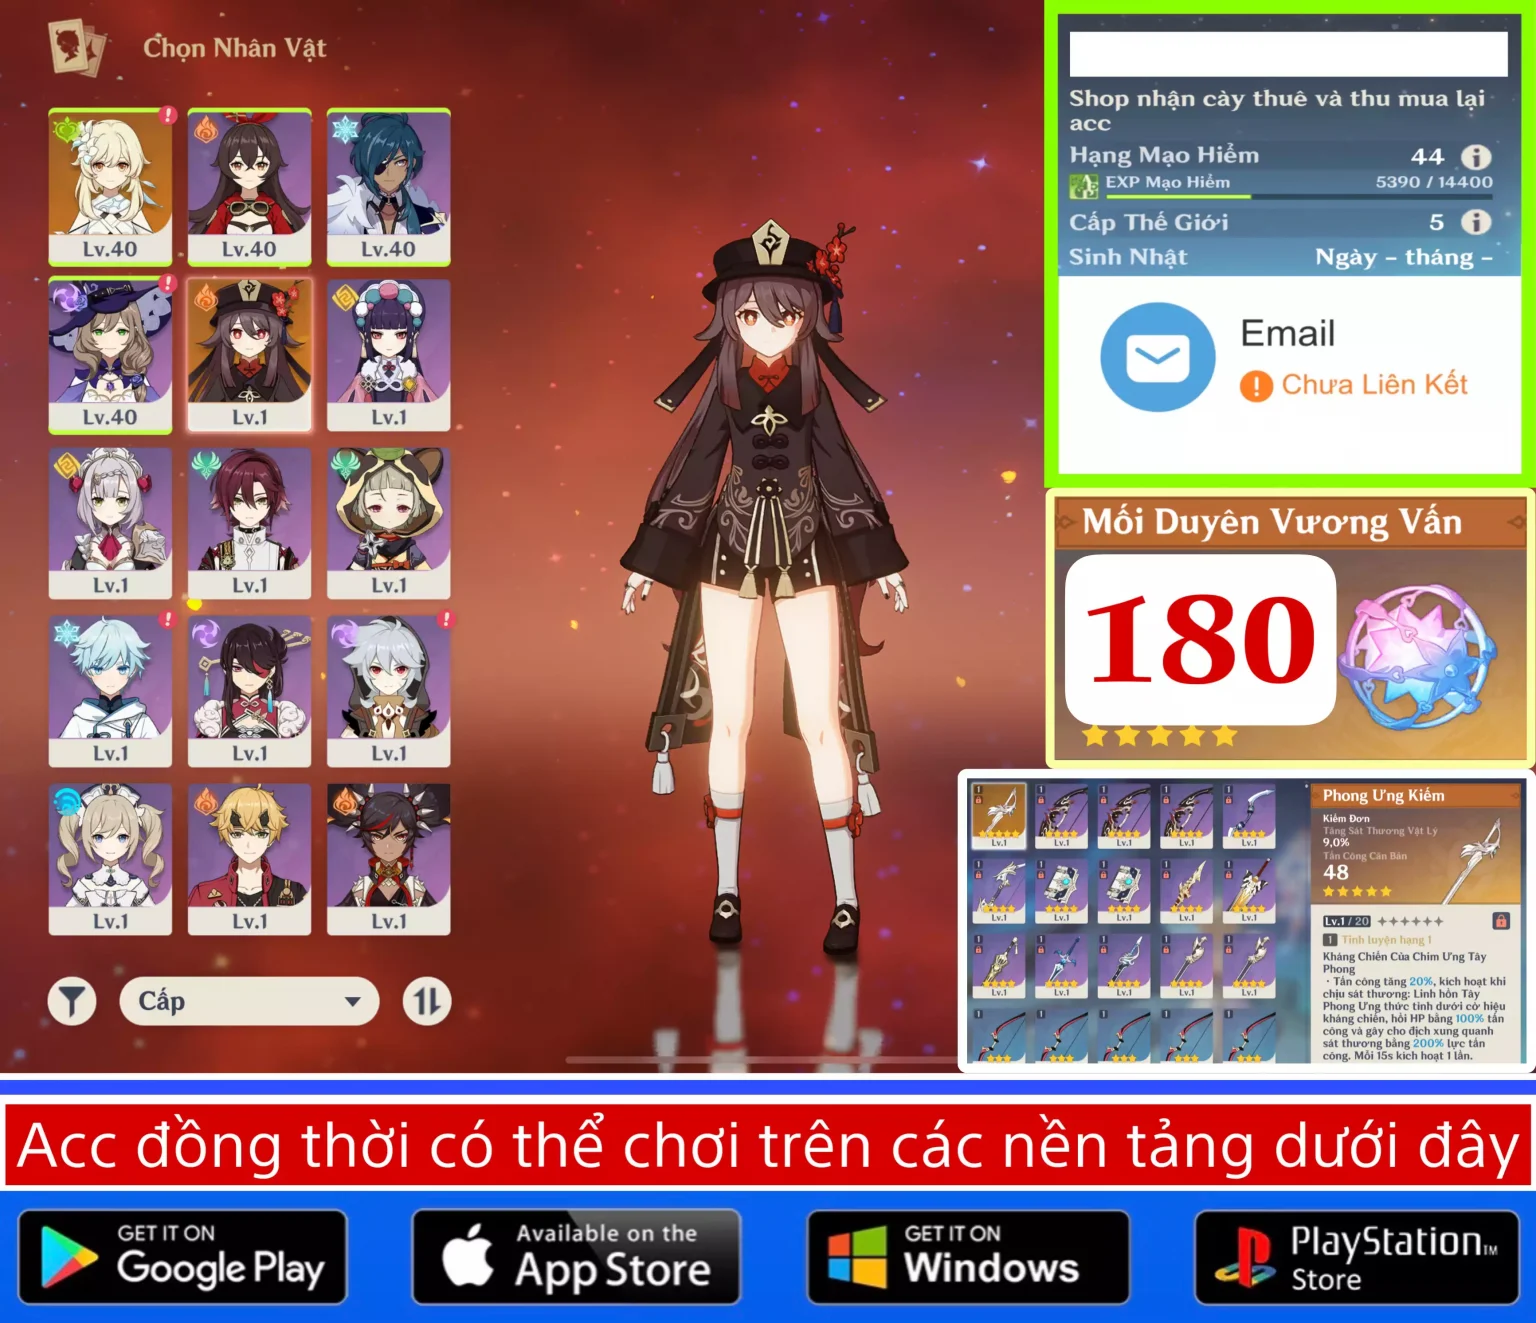 Chọn Nhân Vật
Lv.40
Lv.40
Lv.40
Lv.40
Lv.1
Lv.1
Lv.1
Lv.1
Lv.1
Lv.1
Lv.1
Lv.1
Lv.1
Lv.1
Lv.1
Cấp
Shop nhận cày thuê và thu mua lại
acc
Hạng Mạo Hiểm 44
EXP Mạo Hiểm 5390 / 14400
Cấp Thế Giới 5
Sinh Nhật Ngày - tháng -
Email
Chưa Liên Kết
Mối Duyên Vương Vấn
180
Lv.1 Lv.1 Lv.1 Lv.1 Lv.1
Lv.1 Lv.1 Lv.1 Lv.1 Lv.1
Lv.1 Lv.1 Lv.1 Lv.1 Lv.1
Phong Ưng Kiếm
Kiếm Đơn
Tăng Sát Thương Vật Lý
9,0%
Tấn Công Căn Bản
48
Lv.1 / 20
1 Tinh luyện hạng 1
Kháng Chiến Của Chim Ưng Tây
Phong
· Tấn công tăng 20%, kích hoạt khi
chịu sát thương: Linh hồn Tây
Phong Ưng thức tỉnh dưới cờ hiệu
kháng chiến, hồi HP bằng 100% tấn
công và gây cho địch xung quanh
sát thương bằng 200% lực tấn
công. Mỗi 15s kích hoạt 1 lần.
Acc đồng thời có thể chơi trên các nền tảng dưới đây
GET IT ON
Google Play
Available on the
App Store
GET IT ON
Windows
PlayStation™
Store